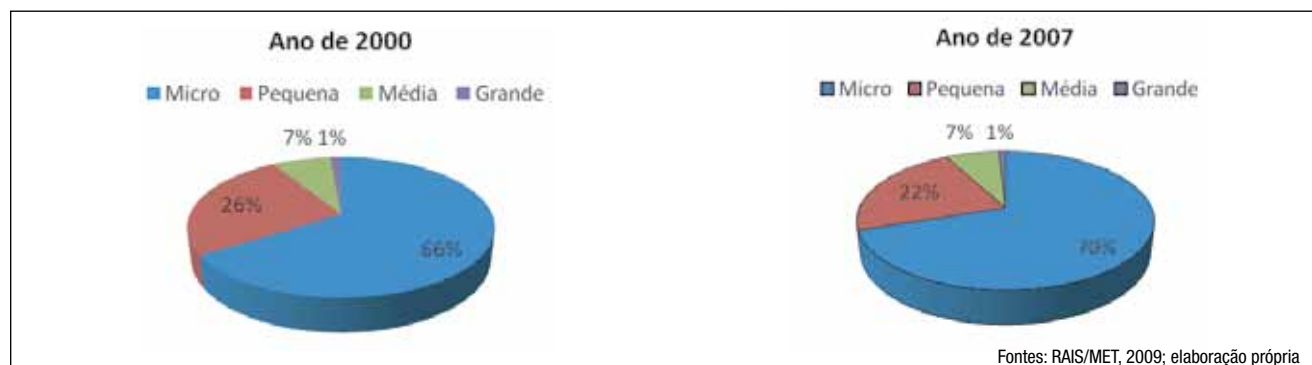 Ano de 2000
Micro Pequena Média Grande
7% 1%
26%
66%
Ano de 2007
Micro Pequena Média Grande
7% 1%
22%
70%
Fontes: RAIS/MET, 2009; elaboração própria